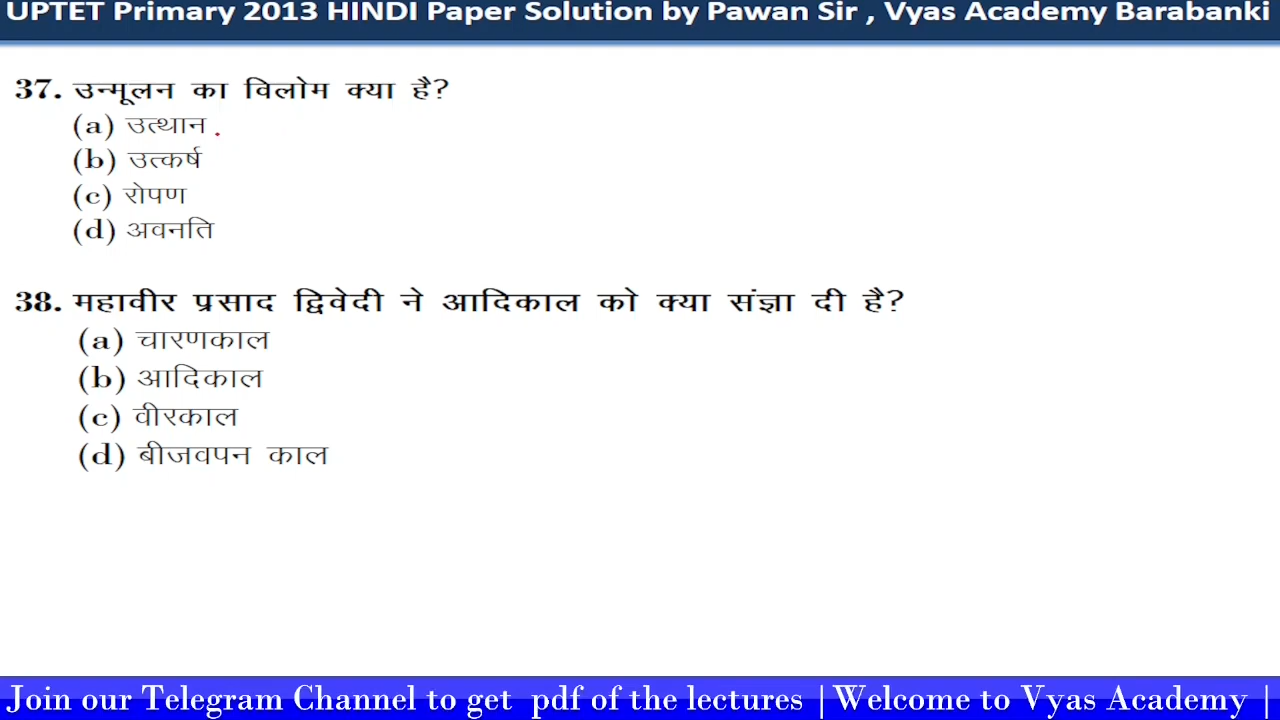 UPTET Primary 2013 HINDI Paper Solution by Pawan Sir , Vyas Academy Barabanki
37. उन्मूलन का विलोम क्या है?
(a) उत्थान
(b) उत्कर्ष
(c) रोपण
(d) अवनति
38. महावीर प्रसाद द्विवेदी ने आदिकाल को क्या संज्ञा दी है?
(a) चारणकाल
(b) आदिकाल
(c) वीरकाल
(d) बीजवपन काल
Join our Telegram Channel to get pdf of the lectures |Welcome to Vyas Academy |